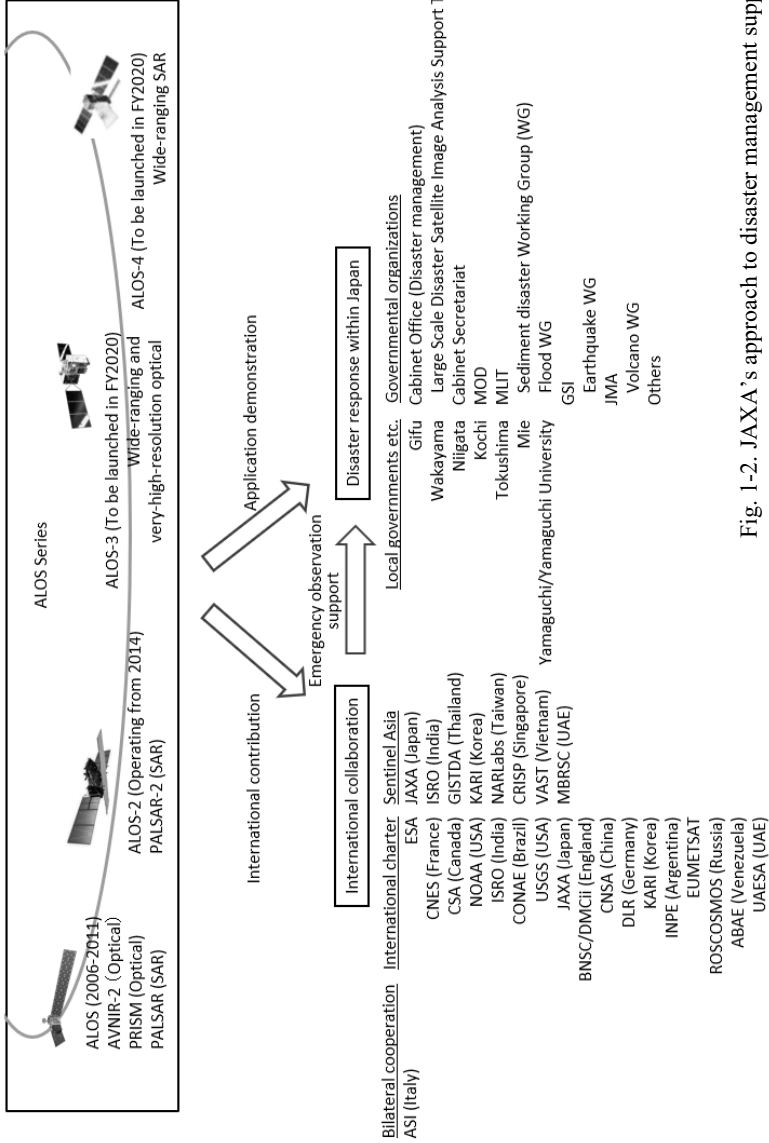 ALOS Series
ALOS (2006-2011)
AVNIR-2 (Optical)
PRISM (Optical)
PALSAR (SAR)
ALOS-2 (Operating from 2014)
PALSAR-2 (SAR)
ALOS-3 (To be launched in FY2020)
Wide-ranging and
very-high-resolution optical
ALOS-4 (To be launched in FY2020)
Wide-ranging SAR
International contribution
Application demonstration
Emergency observation
support
International collaboration
Disaster response within Japan
Bilateral cooperation
ASI (Italy)
International charter
ESA
CNES (France)
CSA (Canada)
NOAA (USA)
ISRO (India)
CONAE (Brazil)
USGS (USA)
JAXA (Japan)
BNSC/DMCii (England)
CNSA (China)
DLR (Germany)
KARI (Korea)
INPE (Argentina)
EUMETSAT
ROSCOSMOS (Russia)
ABAE (Venezuela)
UAESA (UAE)
Sentinel Asia
JAXA (Japan)
ISRO (India)
GISTDA (Thailand)
KARI (Korea)
NARLabs (Taiwan)
CRISP (Singapore)
VAST (Vietnam)
MBRSC (UAE)
Local governments etc.
Gifu
Wakayama
Niigata
Kochi
Tokushima
Mie
Yamaguchi/Yamaguchi University
Governmental organizations
Cabinet Office (Disaster management)
Large Scale Disaster Satellite Image Analysis Support T
Cabinet Secretariat
MOD
MLIT
Sediment disaster Working Group (WG)
Flood WG
GSI
Earthquake WG
JMA
Volcano WG
Others
Fig. 1-2. JAXA's approach to disaster management supp